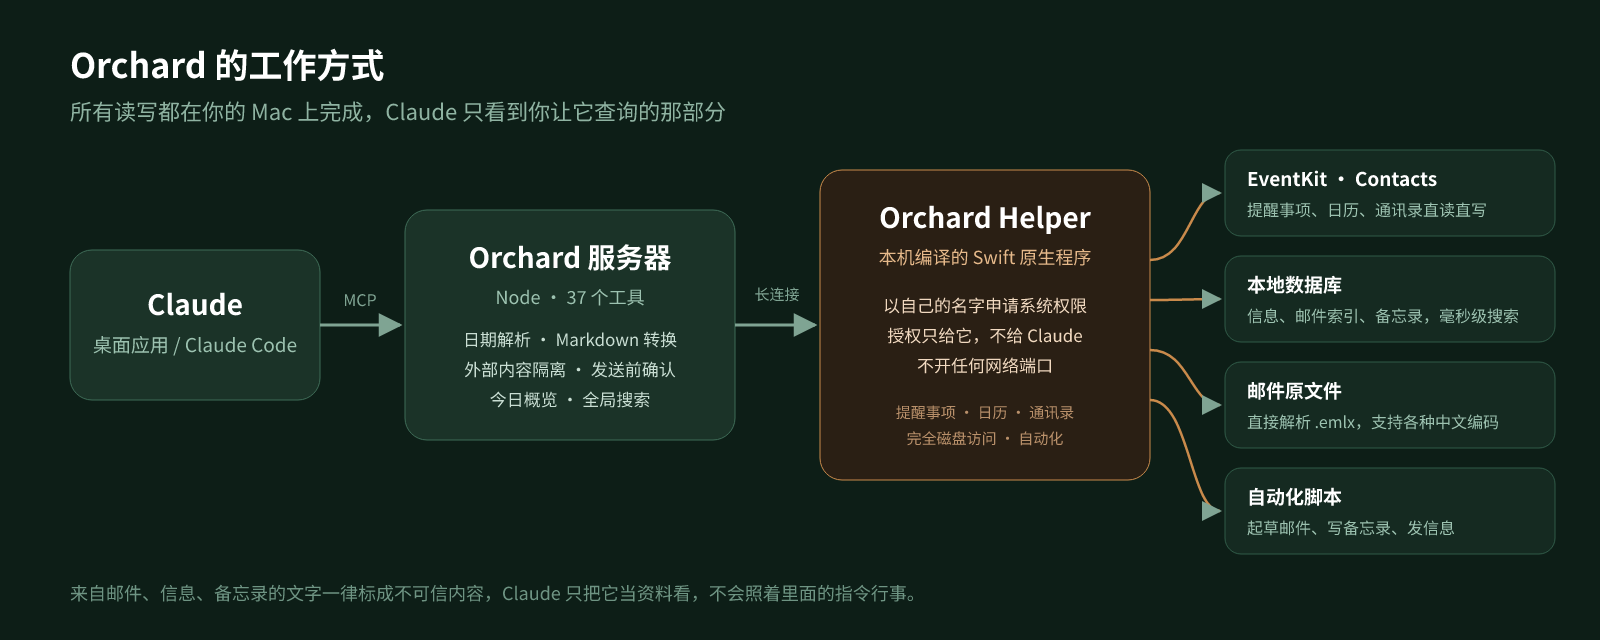 Orchard 的工作方式
所有读写都在你的 Mac 上完成，Claude 只看到你让它查询的那部分
Claude
桌面应用 / Claude Code
MCP
Orchard 服务器
Node · 37 个工具
日期解析 · Markdown 转换
外部内容隔离 · 发送前确认
今日概览 · 全局搜索
长连接
Orchard Helper
本机编译的 Swift 原生程序
以自己的名字申请系统权限
授权只给它，不给 Claude
不开任何网络端口
提醒事项 · 日历 · 通讯录
完全磁盘访问 · 自动化
EventKit · Contacts
提醒事项、日历、通讯录直读直写
本地数据库
信息、邮件索引、备忘录，毫秒级搜索
邮件原文件
直接解析 .emlx，支持各种中文编码
自动化脚本
起草邮件、写备忘录、发信息
来自邮件、信息、备忘录的文字一律标成不可信内容，Claude 只把它当资料看，不会照着里面的指令行事。